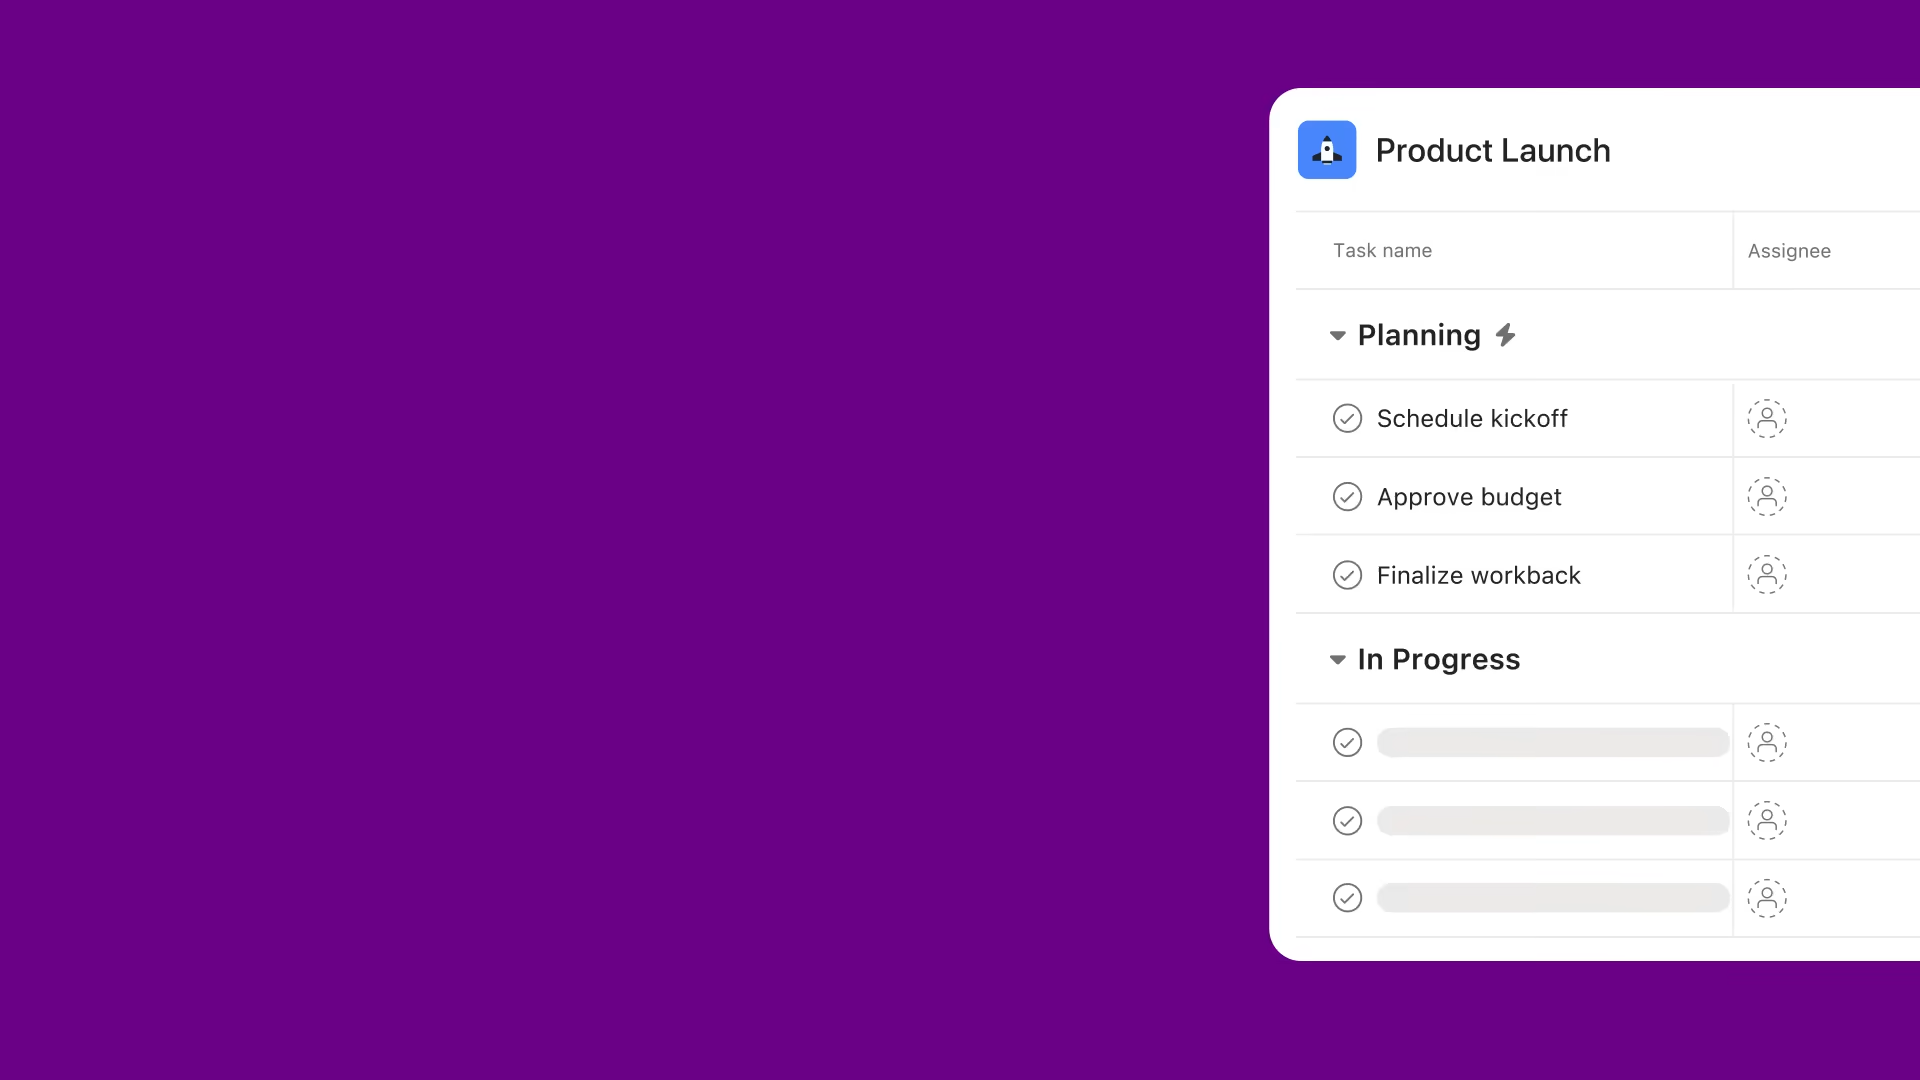 Product Launch
Task name
Assignee
Planning
Schedule kickoff
Approve budget
Finalize workback
In Progress